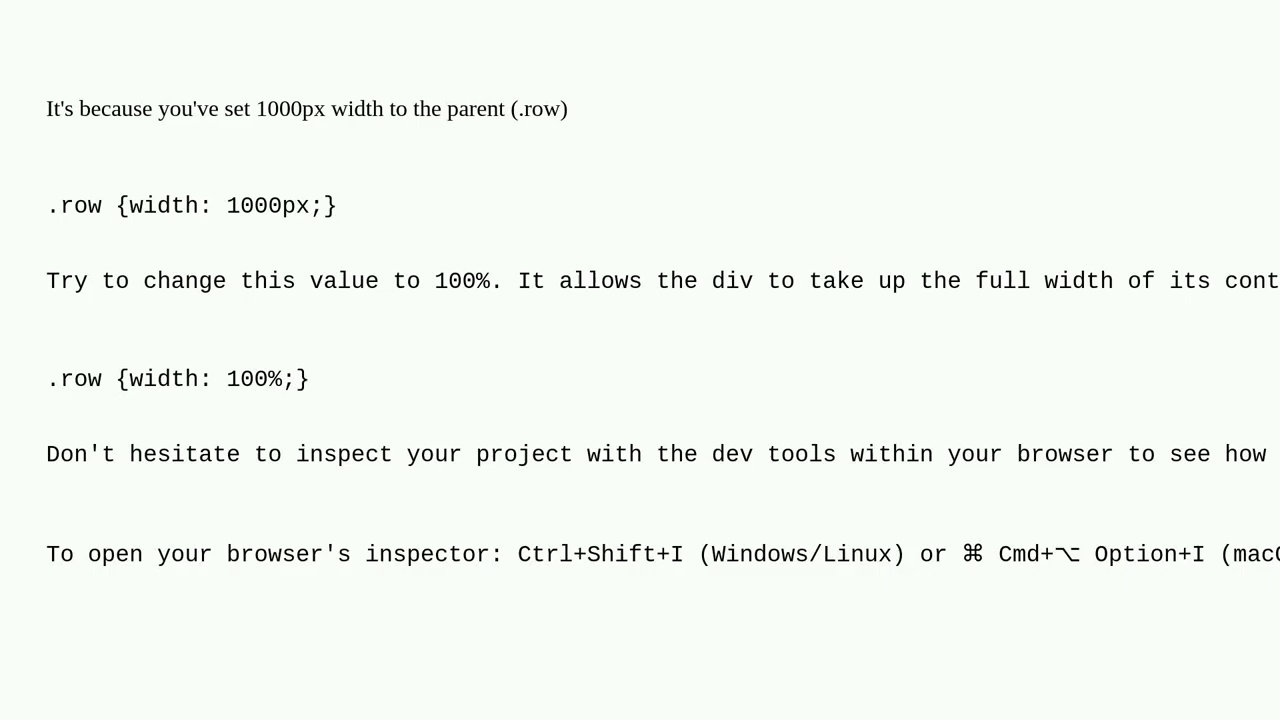 It's because you've set 1000px width to the parent (.row)
.row {width: 1000px;}
Try to change this value to 100%. It allows the div to take up the full width of its
.row {width: 100%;}
Don't hesitate to inspect your project with the dev tools within your browser to see how
To open your browser's inspector: Ctrl+Shift+I (Windows/Linux) or ⌘ Cmd+⌥ Option+I